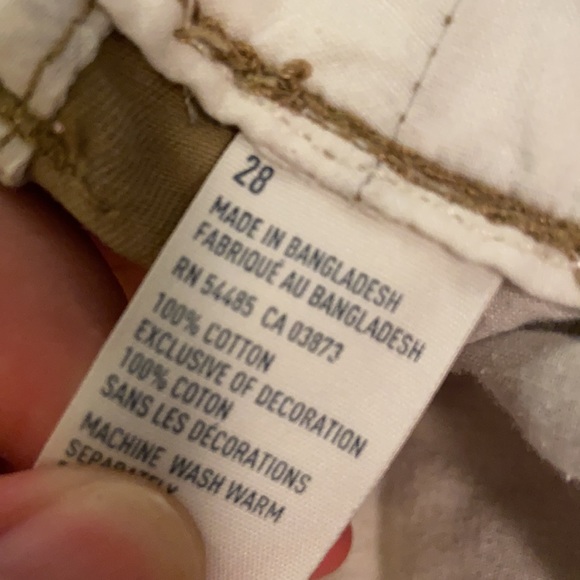 28
MADE IN BANGLADESH
FABRIQUÉ AU BANGLADESH
RN 54485 CA 03873
100% COTTON
EXCLUSIVE OF DECORATION
100% COTON
SANS LES DÉCORATIONS
MACHINE WASH WARM
SEPARATELY